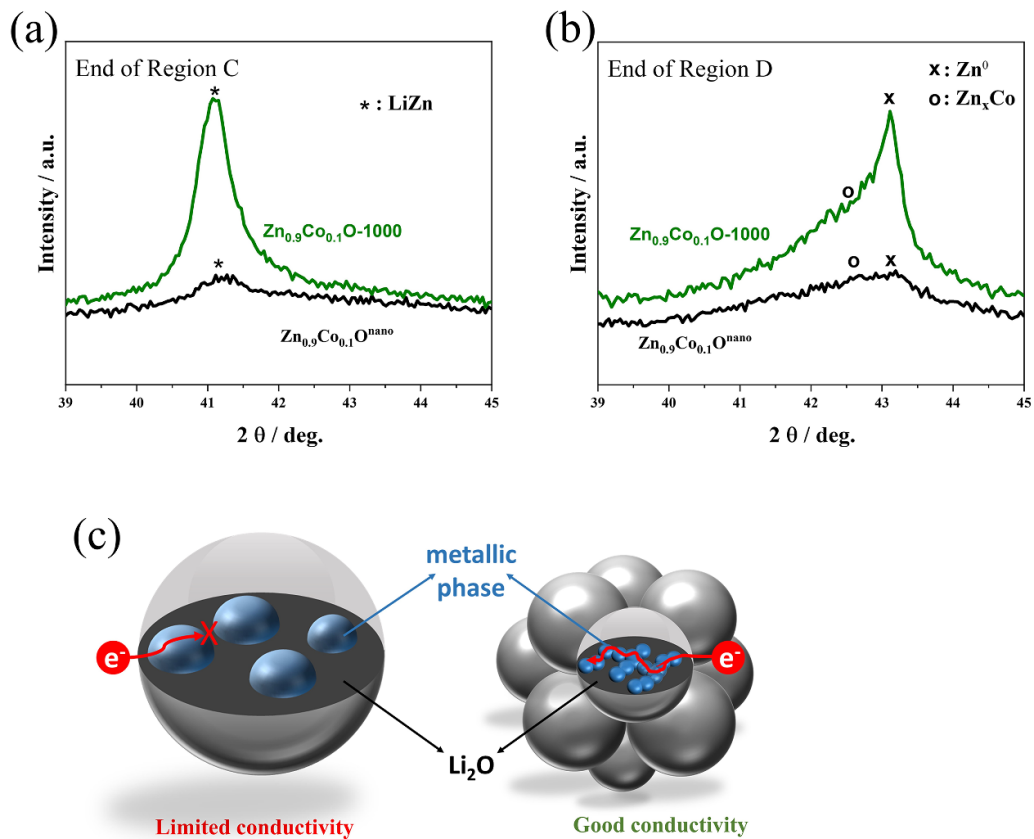 (a)
End of Region C
* : LiZn
*
Zn₀.₉Co₀.₁O-1000
*
Zn₀.₉Co₀.₁Oⁿᵃⁿᵒ
Intensity / a.u.
39 40 41 42 43 44 45
2 θ / deg.
(b)
End of Region D
x : Zn⁰
o : ZnₓCo
x
o
Zn₀.₉Co₀.₁O-1000
o x
Zn₀.₉Co₀.₁Oⁿᵃⁿᵒ
Intensity / a.u.
39 40 41 42 43 44 45
2 θ / deg.
(c)
metallic
phase
e⁻ X
e⁻
Li₂O
Limited conductivity
Good conductivity